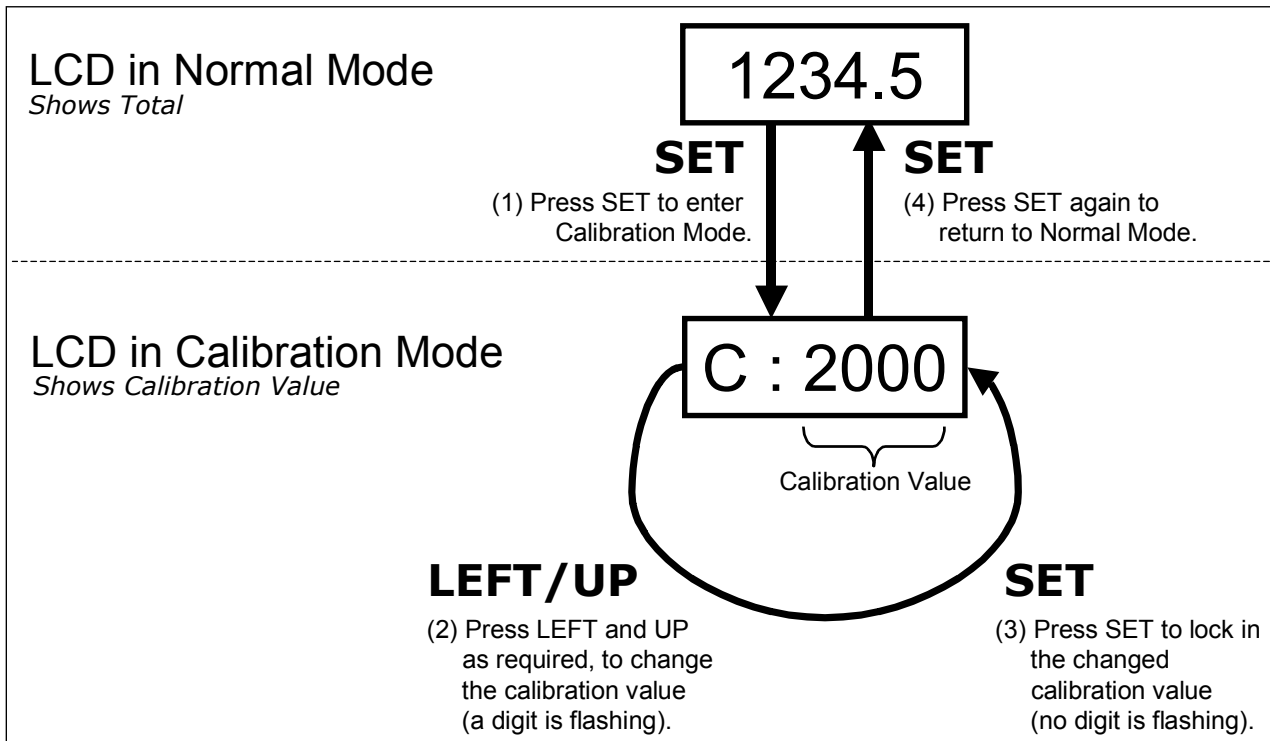 LCD in Normal Mode
Shows Total
1234.5
SET
(1) Press SET to enter
Calibration Mode.
SET
(4) Press SET again to
return to Normal Mode.
LCD in Calibration Mode
Shows Calibration Value
C : 2000
Calibration Value
LEFT/UP
(2) Press LEFT and UP
as required, to change
the calibration value
(a digit is flashing).
SET
(3) Press SET to lock in
the changed
calibration value
(no digit is flashing).